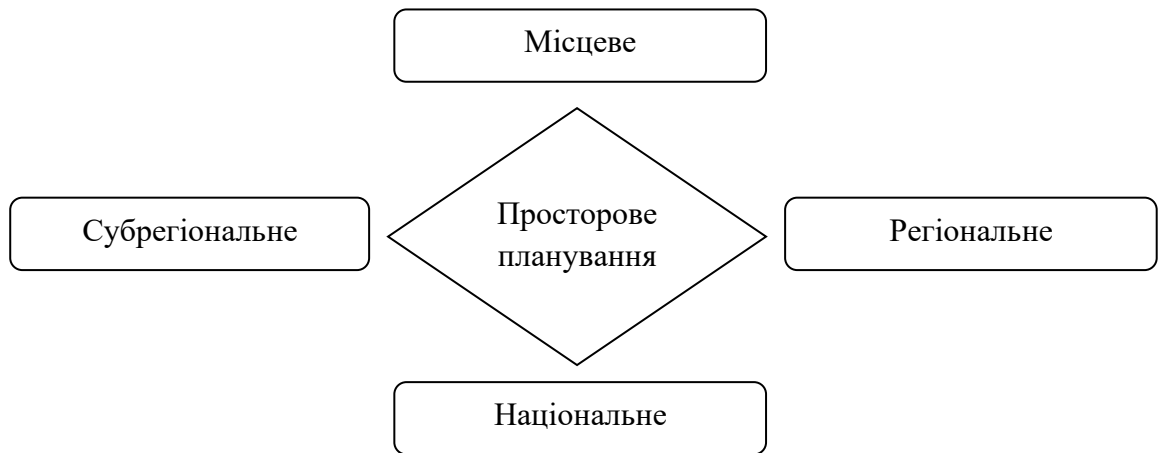 Місцеве
Субрегіональне
Просторове
планування
Регіональне
Національне